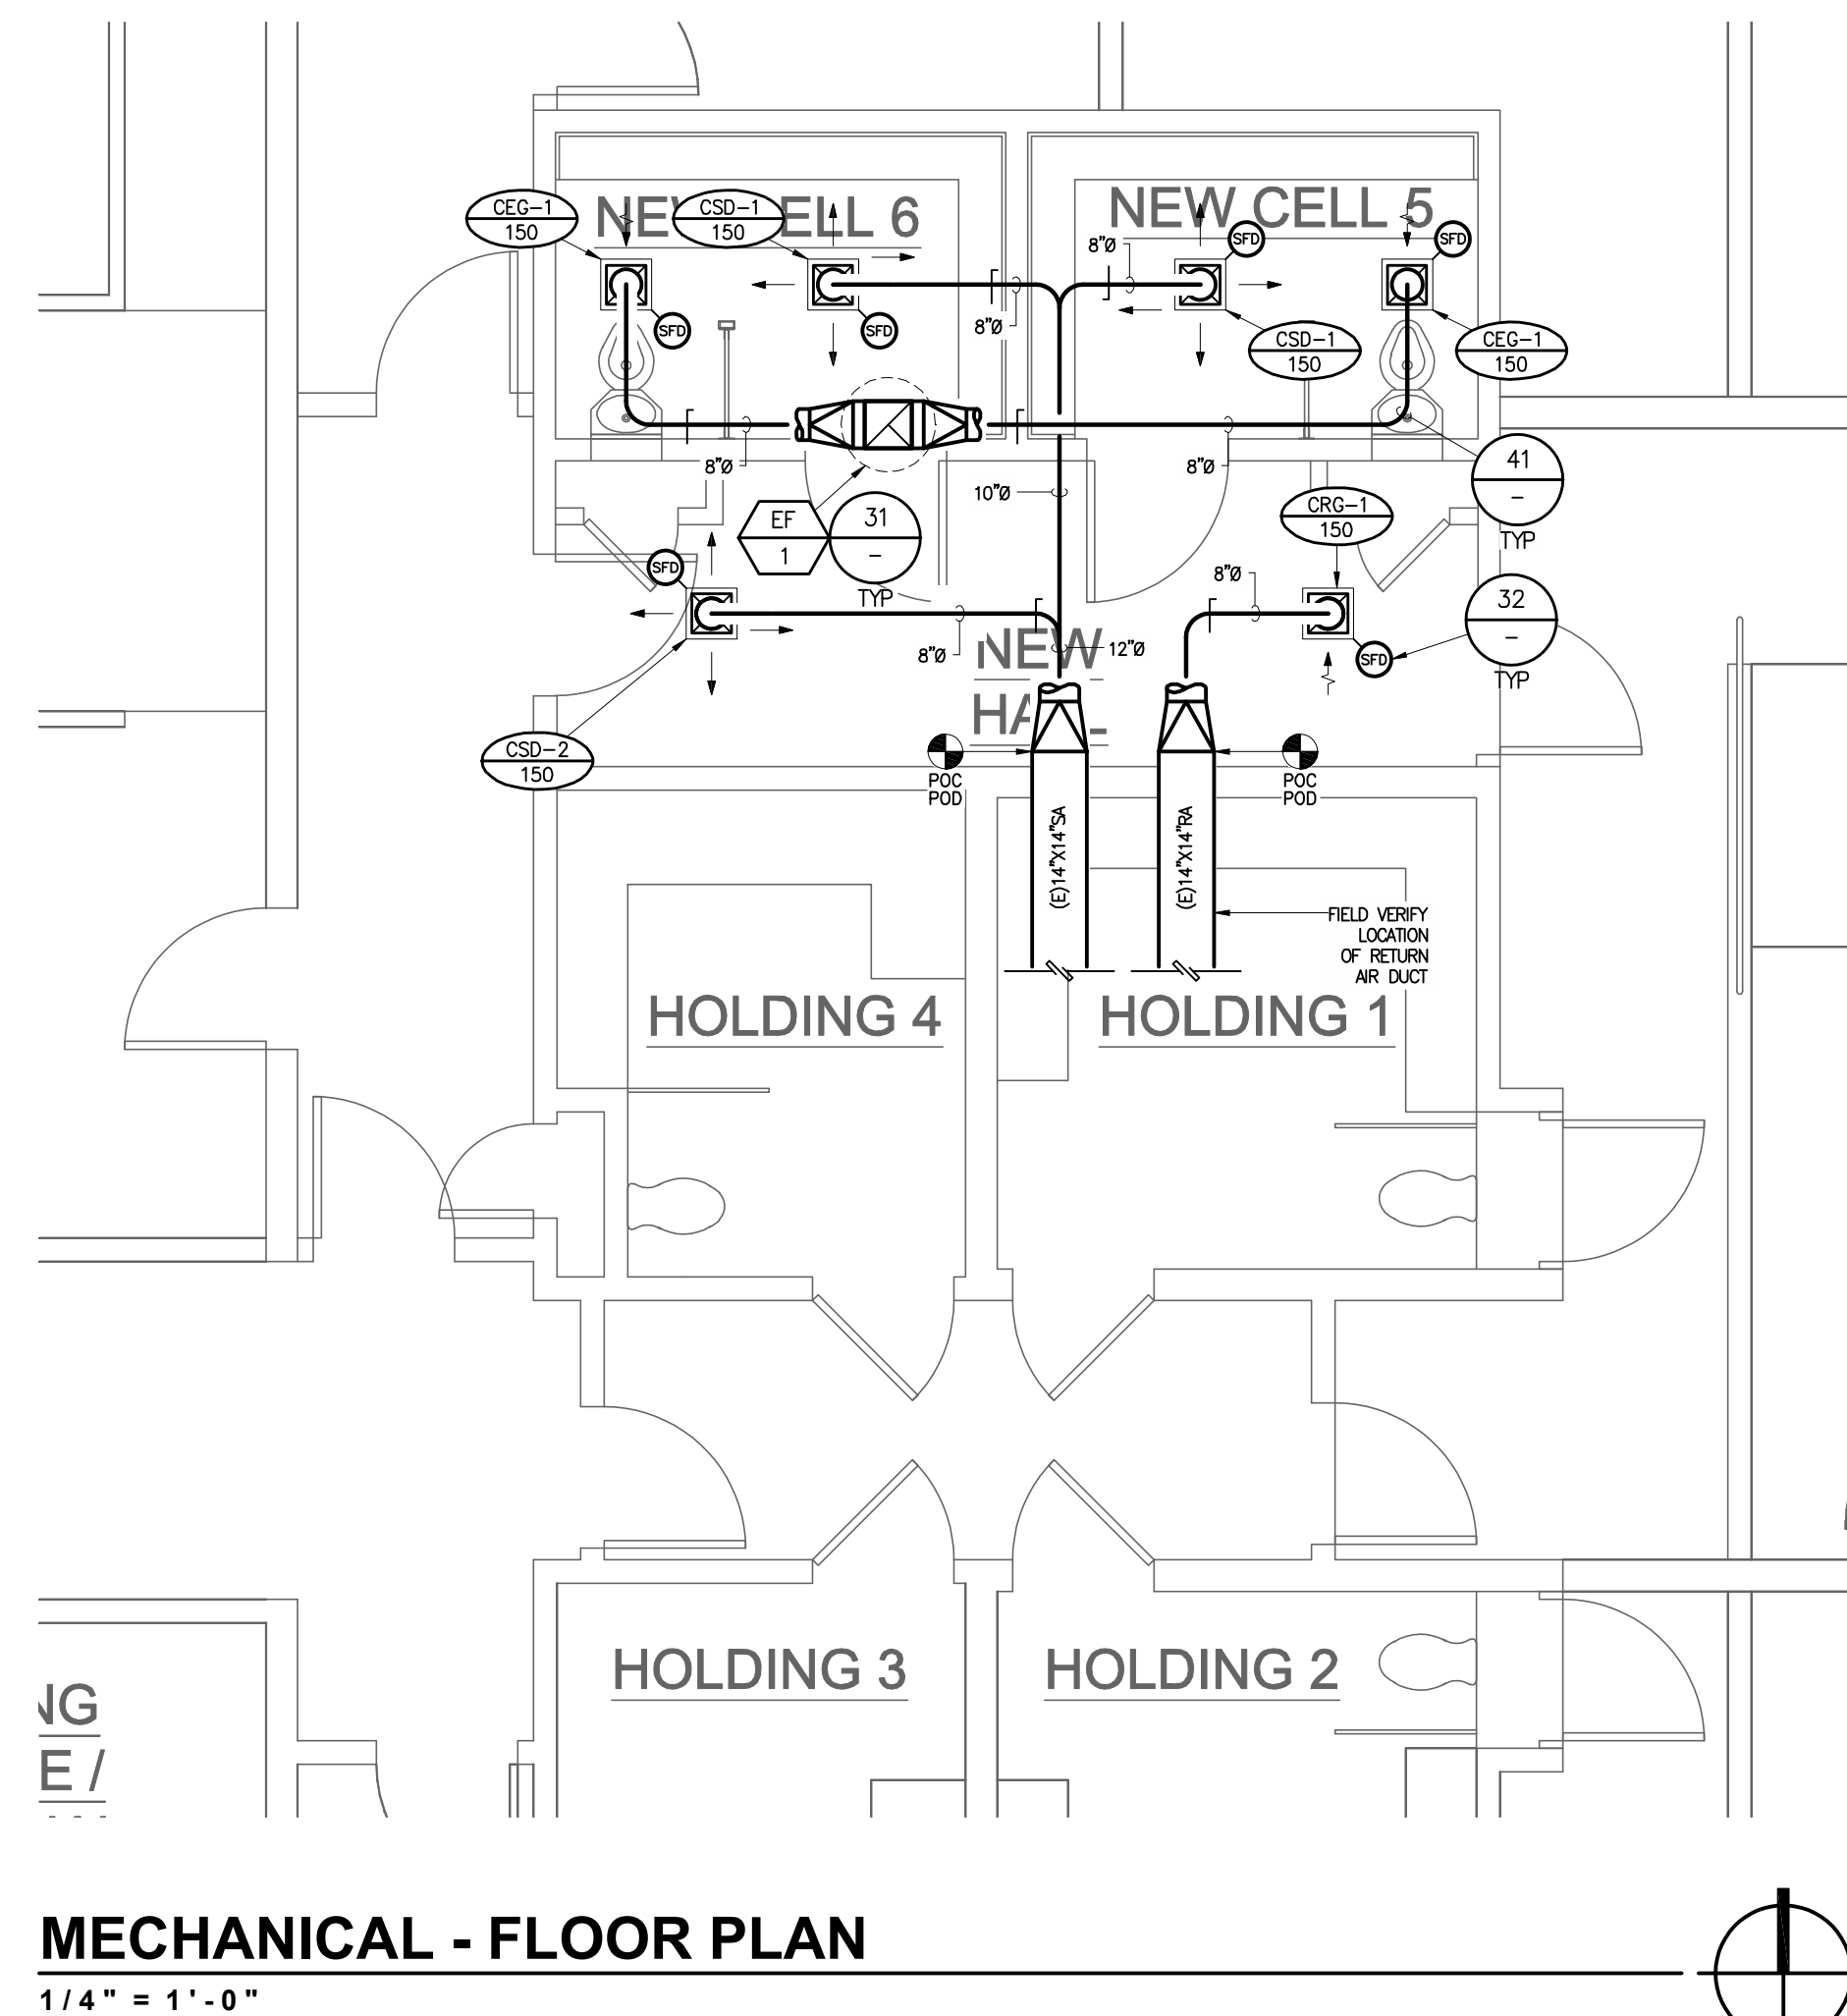 CEG-1
150
CSD-1
150
NEW CELL 6
NEW CELL 5
8"Ø
SFD
SFD
SFD
SFD
8"Ø
CSD-1
150
CEG-1
150
8"Ø
8"Ø
10"Ø
41
-
TYP
EF
1
31
-
TYP
CRG-1
150
SFD
8"Ø
32
-
TYP
8"Ø
NEW
12"Ø
SFD
CSD-2
150
POC
POD
POC
POD
(E)14"X14"SA
(E)14"X14"RA
FIELD VERIFY
LOCATION
OF RETURN
AIR DUCT
HOLDING 4
HOLDING 1
HOLDING 3
HOLDING 2
NG
E /
MECHANICAL - FLOOR PLAN
1/4" = 1'-0"